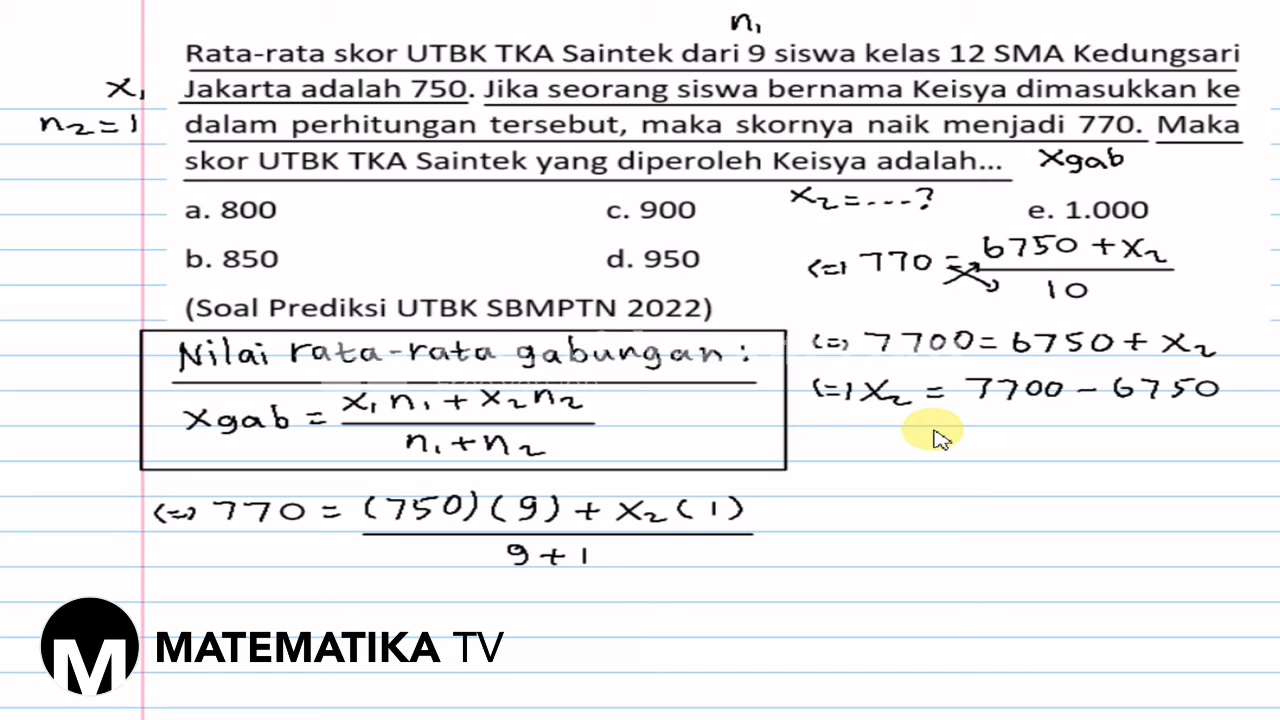 n₁
Rata-rata skor UTBK TKA Saintek dari 9 siswa kelas 12 SMA Kedungsari
x₁
Jakarta adalah 750. Jika seorang siswa bernama Keisya dimasukkan ke
n₂ = 1
dalam perhitungan tersebut, maka skornya naik menjadi 770. Maka
skor UTBK TKA Saintek yang diperoleh Keisya adalah...
xgab
x₂ = ....?
a. 800 c. 900 e. 1.000
b. 850 d. 950
(Soal Prediksi UTBK SBMPTN 2022)
Nilai rata-rata gabungan :
xgab = x₁ n₁ + x₂ n₂
n₁ + n₂
(=) 770 = (750) (9) + x₂ (1)
9 + 1
(=) 770 = 6750 + x₂
10
(=) 7700 = 6750 + x₂
(=) x₂ = 7700 - 6750
M MATEMATIKA TV